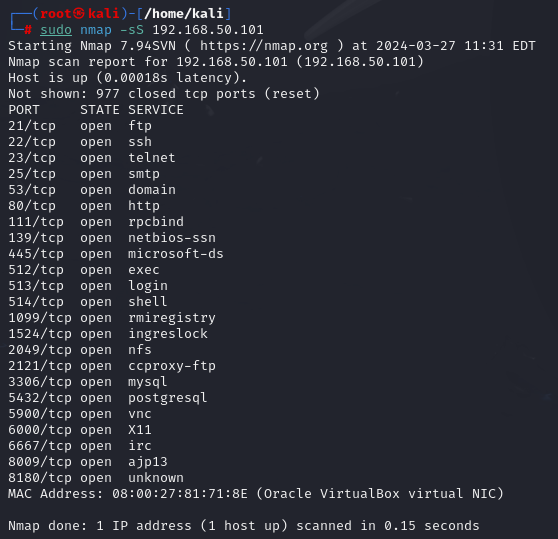 ┌──(root㉿kali)-[/home/kali]
└─# sudo nmap -sS 192.168.50.101
Starting Nmap 7.94SVN ( https://nmap.org ) at 2024-03-27 11:31 EDT
Nmap scan report for 192.168.50.101 (192.168.50.101)
Host is up (0.00018s latency).
Not shown: 977 closed tcp ports (reset)
PORT     STATE SERVICE
21/tcp   open  ftp
22/tcp   open  ssh
23/tcp   open  telnet
25/tcp   open  smtp
53/tcp   open  domain
80/tcp   open  http
111/tcp  open  rpcbind
139/tcp  open  netbios-ssn
445/tcp  open  microsoft-ds
512/tcp  open  exec
513/tcp  open  login
514/tcp  open  shell
1099/tcp open  rmiregistry
1524/tcp open  ingreslock
2049/tcp open  nfs
2121/tcp open  ccproxy-ftp
3306/tcp open  mysql
5432/tcp open  postgresql
5900/tcp open  vnc
6000/tcp open  X11
6667/tcp open  irc
8009/tcp open  ajp13
8180/tcp open  unknown
MAC Address: 08:00:27:81:71:8E (Oracle VirtualBox virtual NIC)

Nmap done: 1 IP address (1 host up) scanned in 0.15 seconds